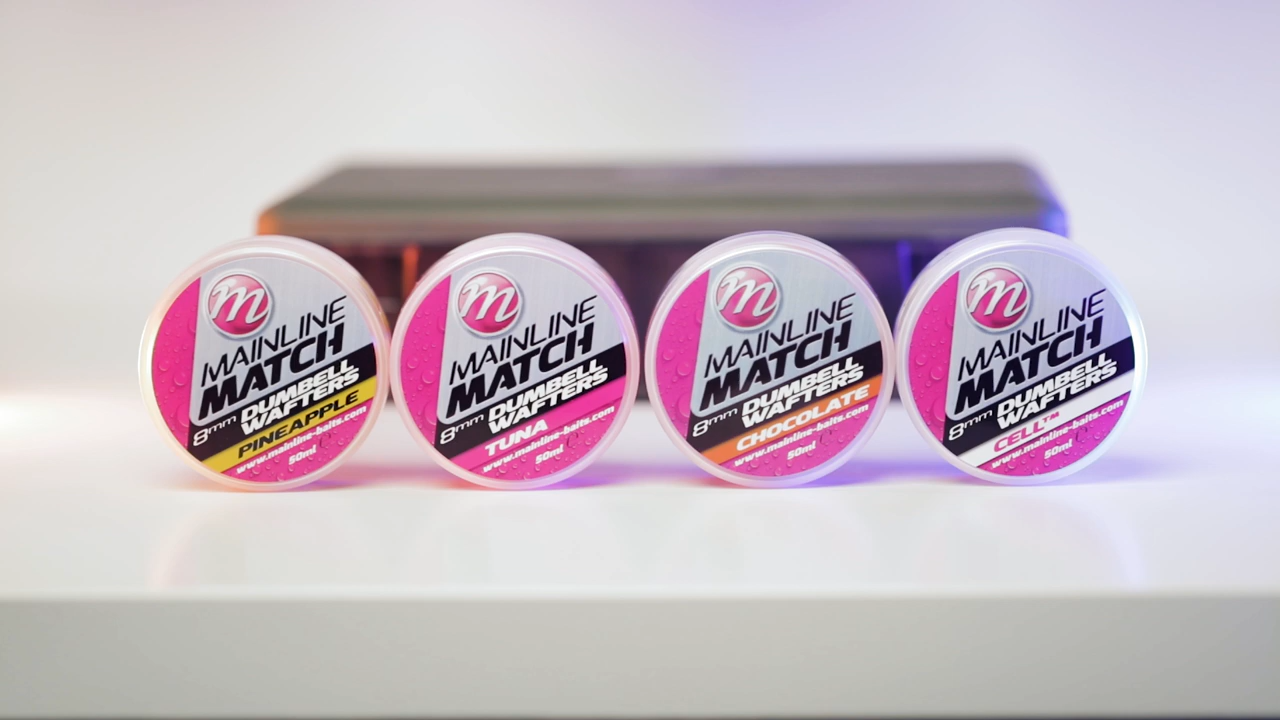 m
MAINLINE
MATCH
8mm DUMBELL
WAFTERS
PINEAPPLE
www.mainline-baits.com
50ml
m
MAINLINE
MATCH
8mm DUMBELL
WAFTERS
TUNA
www.mainline-baits.com
50ml
m
MAINLINE
MATCH
8mm DUMBELL
WAFTERS
CHOCOLATE
www.mainline-baits.com
50ml
m
MAINLINE
MATCH
8mm DUMBELL
WAFTERS
CELL™
www.mainline-baits.com
50ml